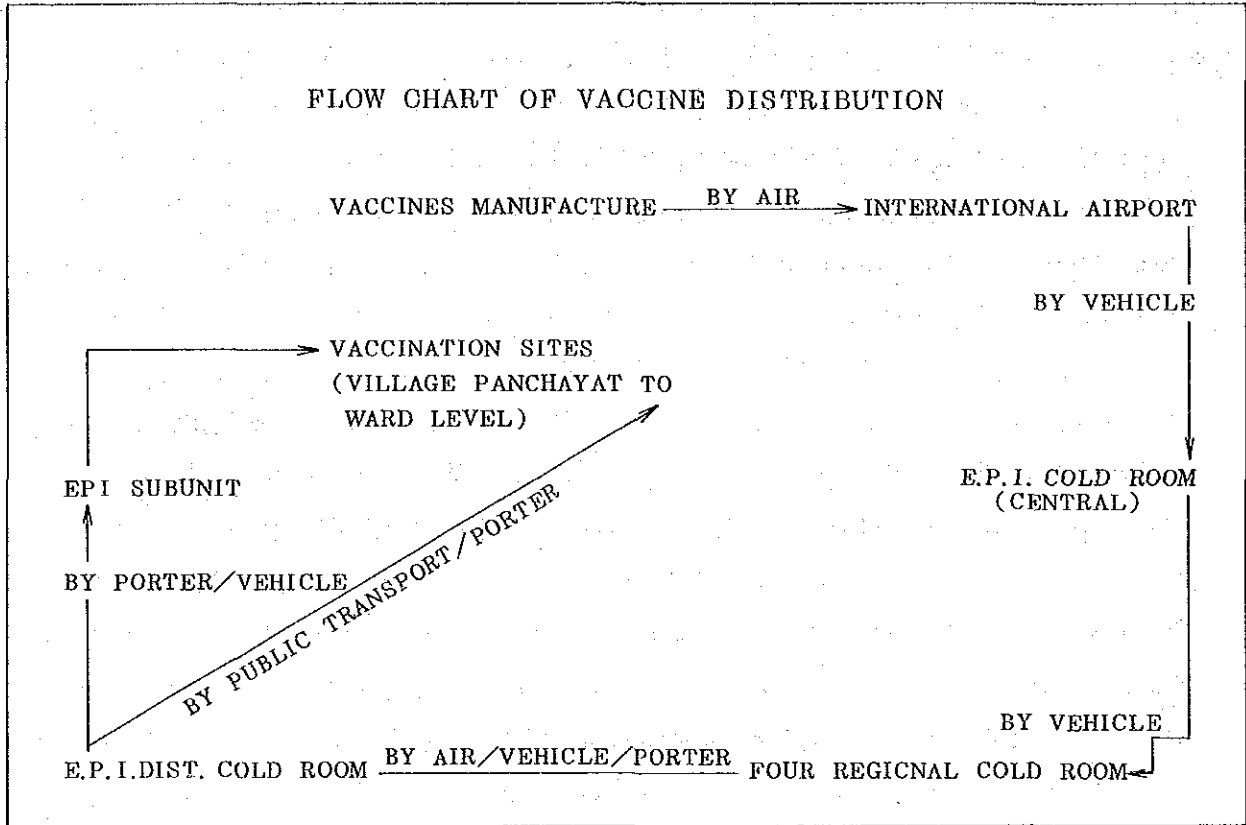 FLOW CHART OF VACCINE DISTRIBUTION
VACCINES MANUFACTURE BY AIR INTERNATIONAL AIRPORT
BY VEHICLE
VACCINATION SITES
(VILLAGE PANCHAYAT TO
WARD LEVEL)
EPI SUBUNIT
E.P.I. COLD ROOM
(CENTRAL)
BY PORTER/VEHICLE
BY PUBLIC TRANSPORT/PORTER
BY VEHICLE
E.P.I.DIST. COLD ROOM BY AIR/VEHICLE/PORTER FOUR REGICNAL COLD ROOM